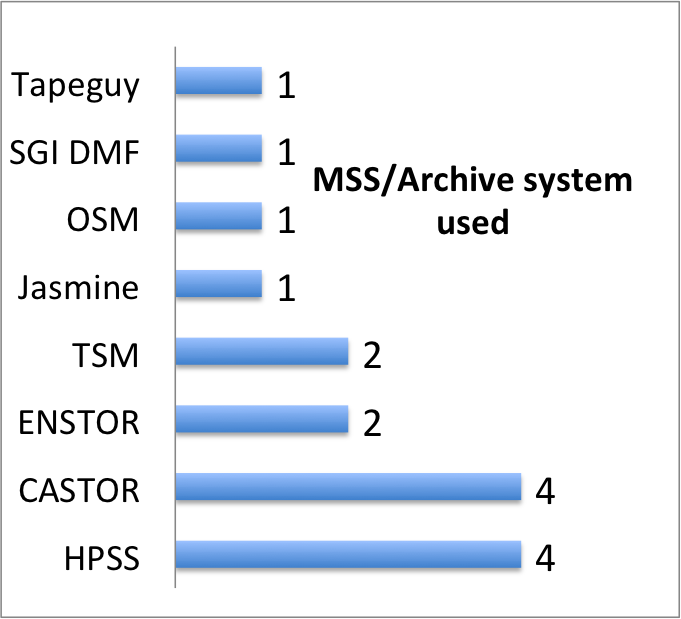 Tapeguy 1
SGI DMF 1
MSS/Archive system
used
OSM 1
Jasmine 1
TSM 2
ENSTOR 2
CASTOR 4
HPSS 4